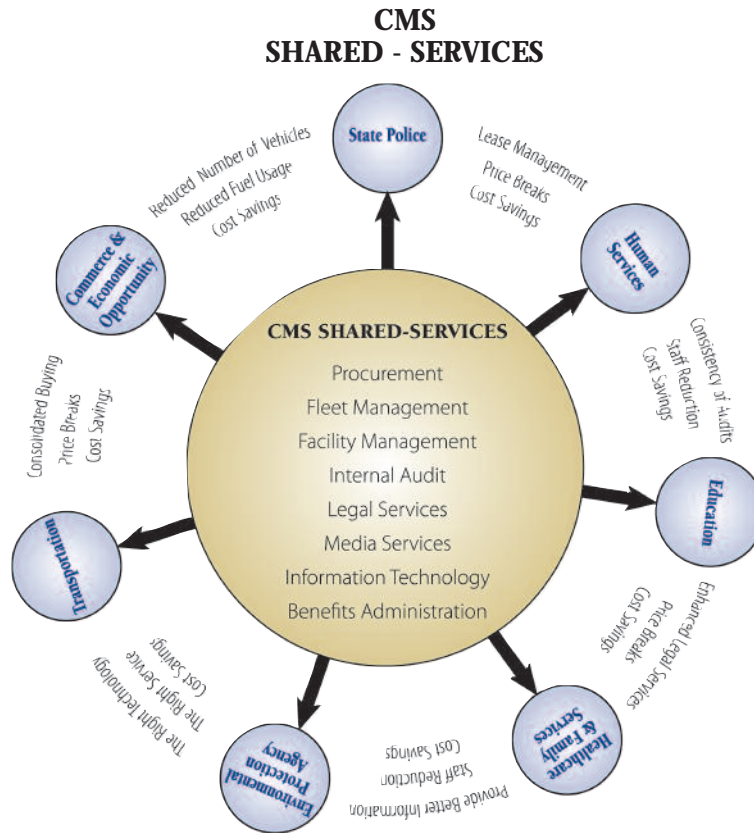 CMS
SHARED - SERVICES
State Police
Lease Management
Price Breaks
Cost Savings
Human
Services
Consistency of Audits
Staff Reduction
Cost Savings
Education
Enhanced Legal Services
Price Breaks
Cost Savings
Healthcare
& Family
Services
Provide Better Information
Staff Reduction
Cost Savings
Environmental
Protection
Agency
The Right Technology
The Right Service
Cost Savings
Transportation
Consolidated Buying
Price Breaks
Cost Savings
Commerce &
Economic
Opportunity
Reduced Number of Vehicles
Reduced Fuel Usage
Cost Savings
CMS SHARED-SERVICES
Procurement
Fleet Management
Facility Management
Internal Audit
Legal Services
Media Services
Information Technology
Benefits Administration